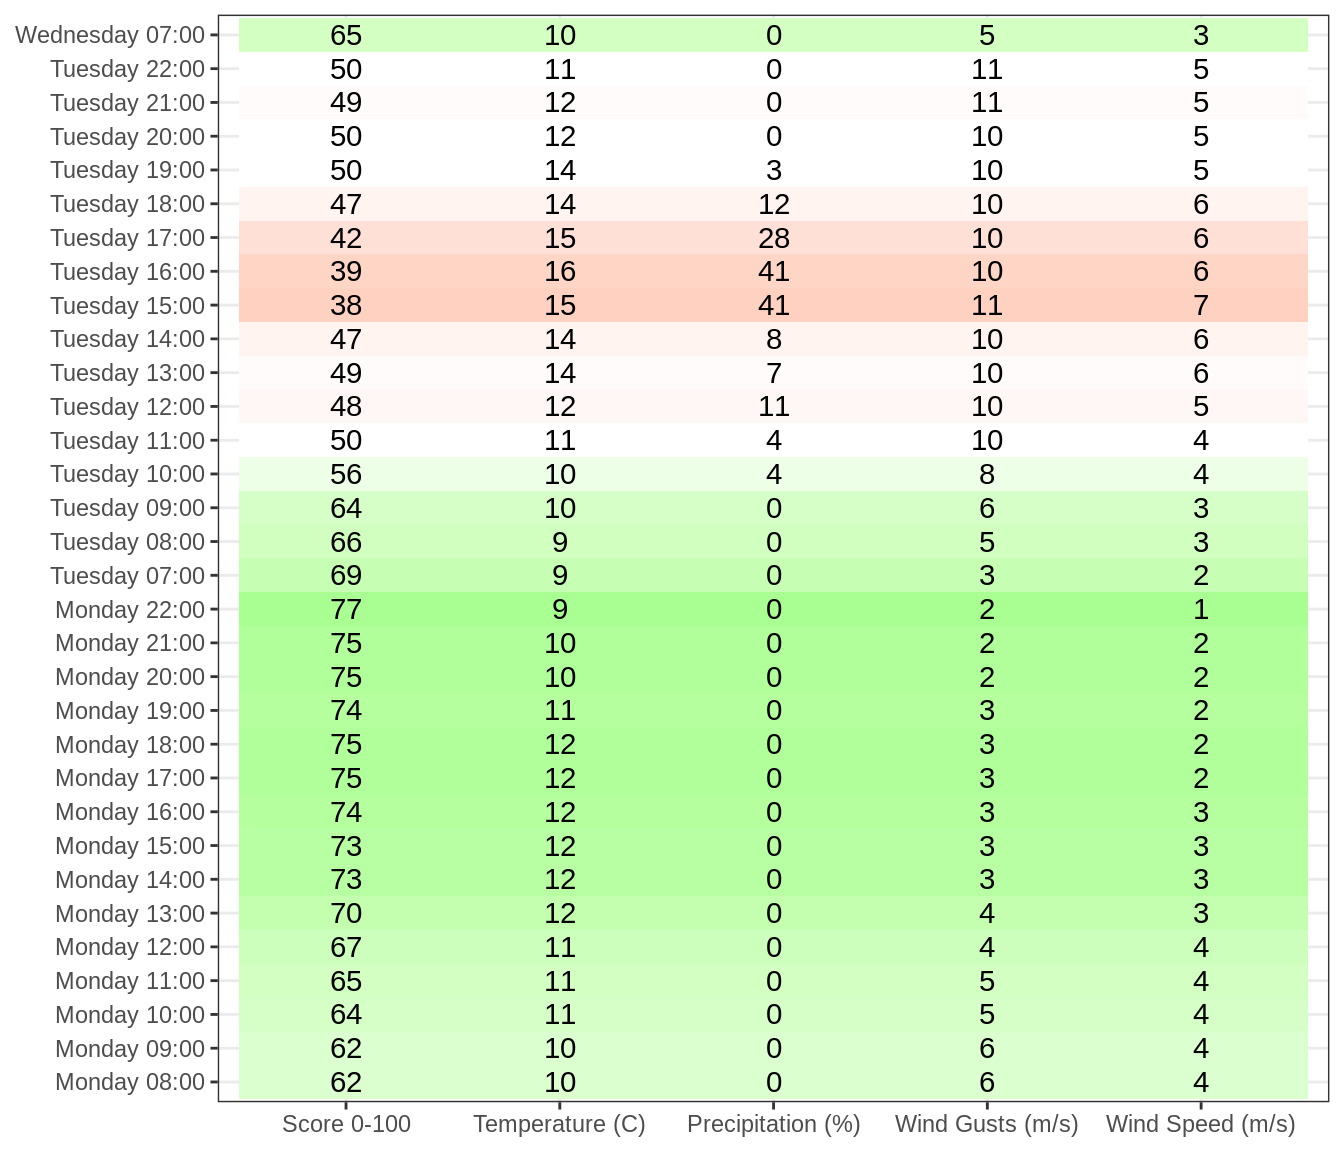 Wednesday 07:00 65 10 0 5 3
Tuesday 22:00 50 11 0 11 5
Tuesday 21:00 49 12 0 11 5
Tuesday 20:00 50 12 0 10 5
Tuesday 19:00 50 14 3 10 5
Tuesday 18:00 47 14 12 10 6
Tuesday 17:00 42 15 28 10 6
Tuesday 16:00 39 16 41 10 6
Tuesday 15:00 38 15 41 11 7
Tuesday 14:00 47 14 8 10 6
Tuesday 13:00 49 14 7 10 6
Tuesday 12:00 48 12 11 10 5
Tuesday 11:00 50 11 4 10 4
Tuesday 10:00 56 10 4 8 4
Tuesday 09:00 64 10 0 6 3
Tuesday 08:00 66 9 0 5 3
Tuesday 07:00 69 9 0 3 2
Monday 22:00 77 9 0 2 1
Monday 21:00 75 10 0 2 2
Monday 20:00 75 10 0 2 2
Monday 19:00 74 11 0 3 2
Monday 18:00 75 12 0 3 2
Monday 17:00 75 12 0 3 2
Monday 16:00 74 12 0 3 3
Monday 15:00 73 12 0 3 3
Monday 14:00 73 12 0 3 3
Monday 13:00 70 12 0 4 3
Monday 12:00 67 11 0 4 4
Monday 11:00 65 11 0 5 4
Monday 10:00 64 11 0 5 4
Monday 09:00 62 10 0 6 4
Monday 08:00 62 10 0 6 4
Score 0-100 Temperature (C) Precipitation (%) Wind Gusts (m/s) Wind Speed (m/s)